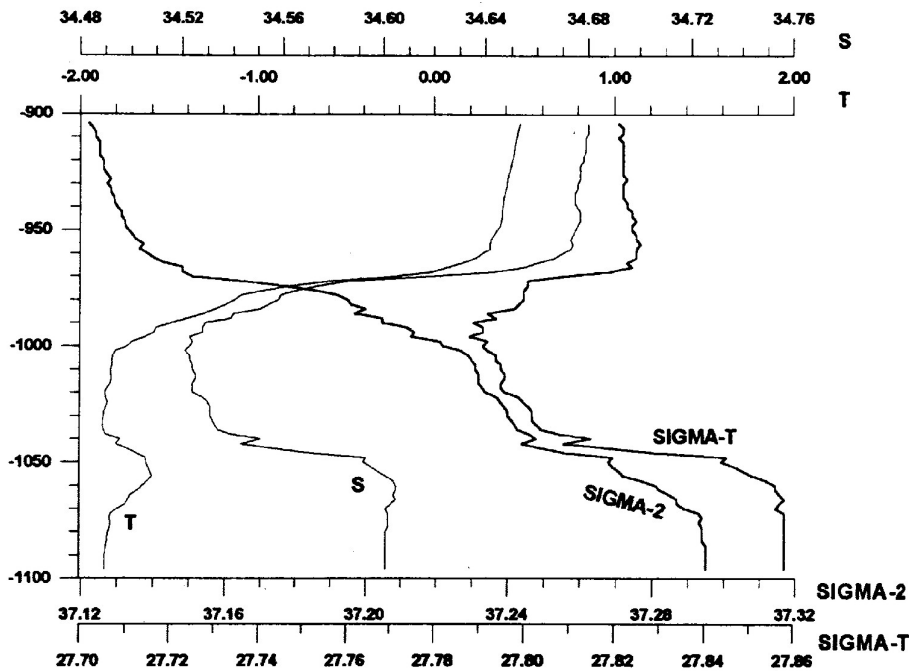 34.48 34.52 34.56 34.60 34.64 34.68 34.72 34.76
S
-2.00 -1.00 0.00 1.00 2.00
T
-900
-950
-1000
-1050
-1100
SIGMA-T
S
SIGMA-2
T
SIGMA-2
37.12 37.16 37.20 37.24 37.28 37.32
SIGMA-T
27.70 27.72 27.74 27.76 27.78 27.80 27.82 27.84 27.86